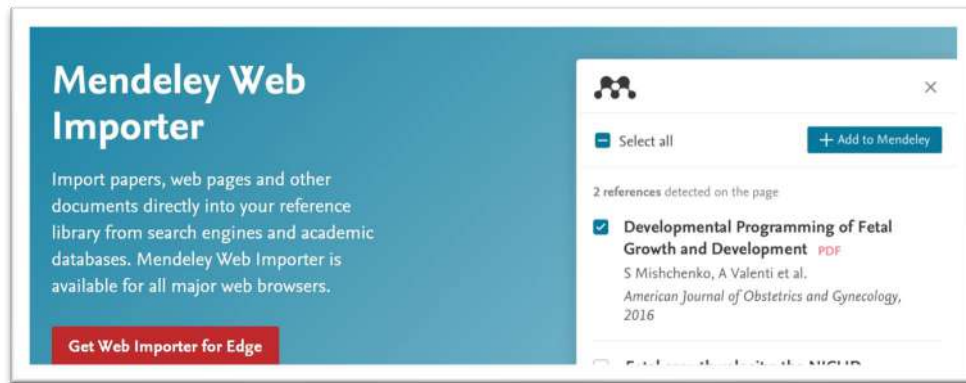 Mendeley Web
Importer
Import papers, web pages and other
documents directly into your reference
library from search engines and academic
databases. Mendeley Web Importer is
available for all major web browsers.
Get Web Importer for Edge
Select all
+ Add to Mendeley
2 references detected on the page
Developmental Programming of Fetal
Growth and Development PDF
S Mishchenko, A Valenti et al.
American Journal of Obstetrics and Gynecology,
2016